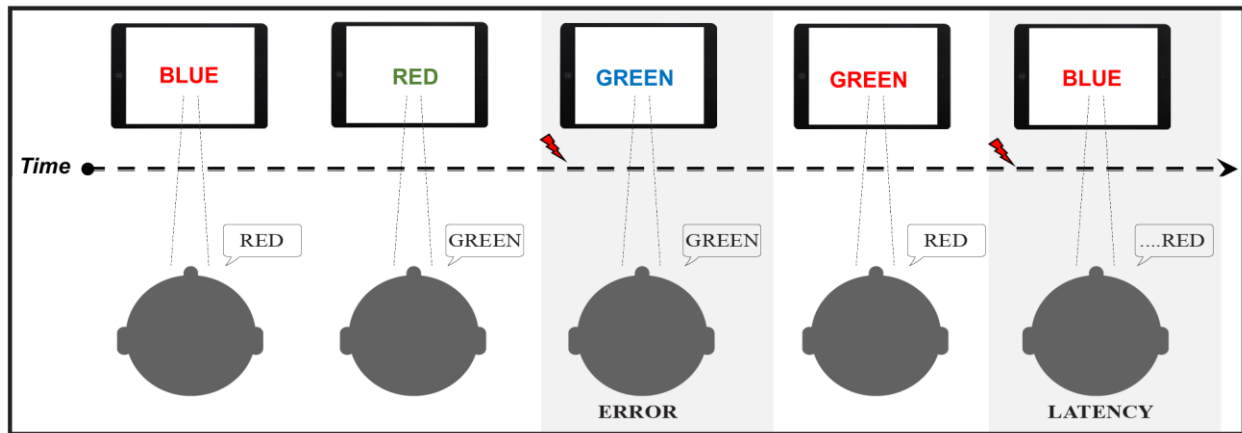 BLUE
RED
GREEN
GREEN
BLUE
Time
RED
GREEN
GREEN
RED
....RED
ERROR
LATENCY